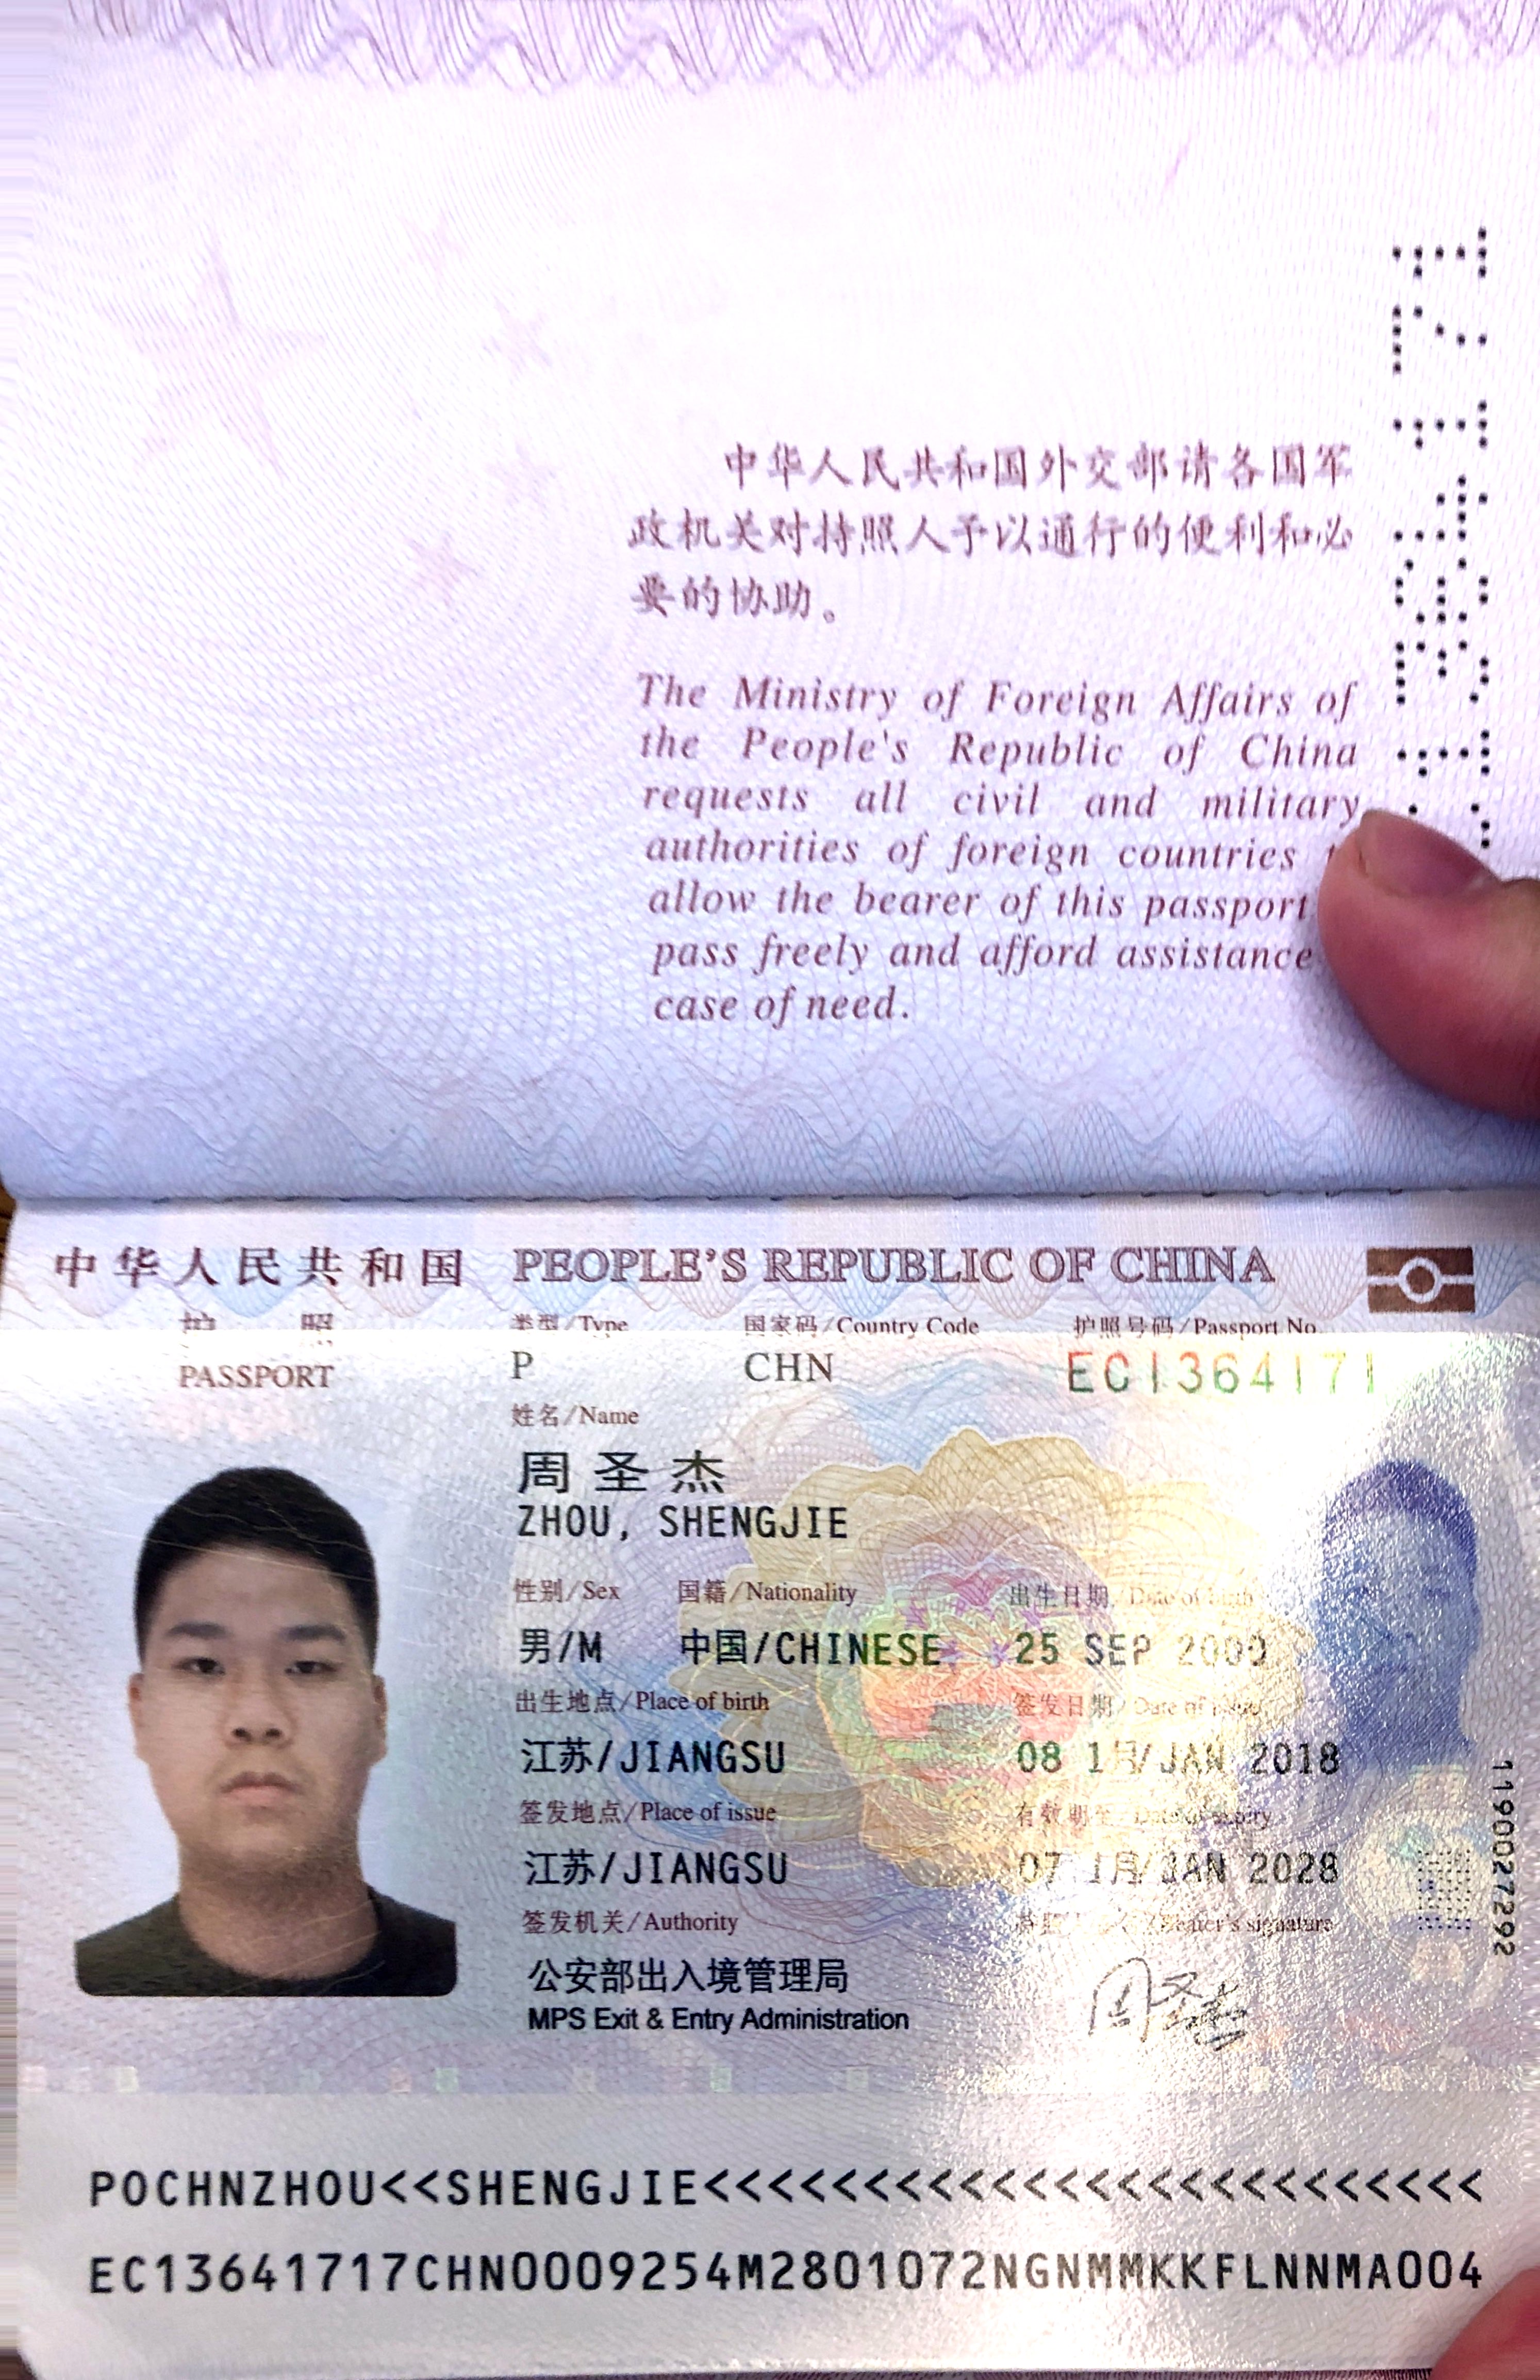 中华人民共和国外交部请各国军
政机关对持照人予以通行的便利和必
要的协助。
The Ministry of Foreign Affairs of
the People's Republic of China
requests all civil and military
authorities of foreign countries
allow the bearer of this passport
pass freely and afford assistance
case of need.
中华人民共和国 PEOPLE'S REPUBLIC OF CHINA
护 照 类型/Type 国家码/Country Code 护照号码/Passport No.
PASSPORT P CHN EC1364171
姓名/Name
周圣杰
ZHOU, SHENGJIE
性别/Sex 国籍/Nationality 出生日期/Date of birth
男/M 中国/CHINESE 25 SEP 2000
出生地点/Place of birth 签发日期/Date of issue
江苏/JIANGSU 08 1月/JAN 2018
签发地点/Place of issue 有效期至/Date of expiry
江苏/JIANGSU 07 1月/JAN 2028
签发机关/Authority /Bearer's signature
公安部出入境管理局
MPS Exit & Entry Administration
周圣杰
1190027292
POCHNZHOU<<SHENGJIE<<<<<<<<<<<<<<<<<<<<<<<<<
EC13641717CHN0009254M2801072NGNMMKKFLNNMA004